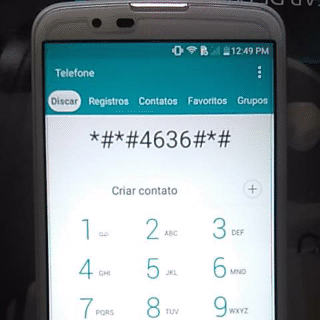 12:49 PM
Telefone
Discar Registros Contatos Favoritos Grupos
*#*#4636#*#
Criar contato
1 2 ABC 3 DEF
4 GHI 5 JKL 6 MNO
7 PQRS 8 TUV 9 WXYZ